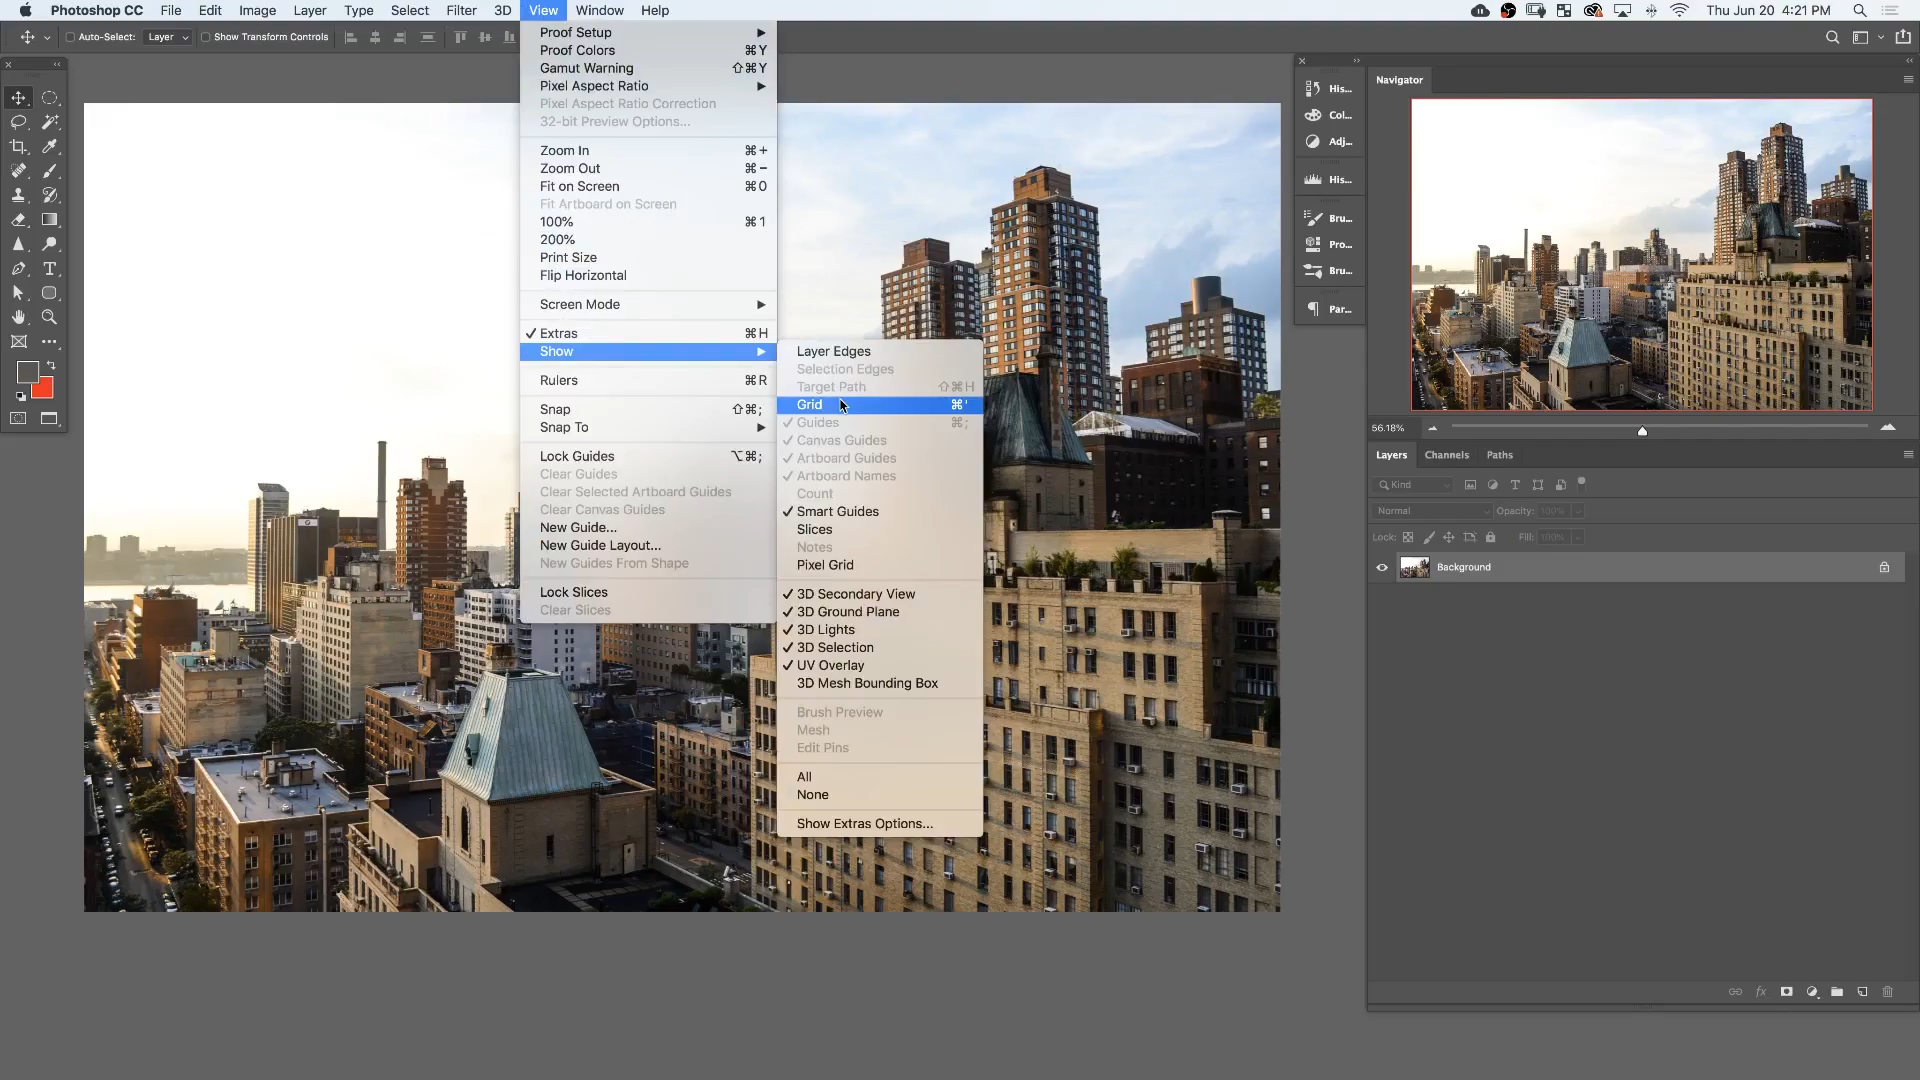 Photoshop CC File Edit Image Layer Type Select Filter 3D View Window Help Thu Jun 20 4:21 PM
Auto-Select: Layer Show Transform Controls
Proof Setup
Proof Colors ⌘Y
Gamut Warning ⇧⌘Y
Pixel Aspect Ratio
Pixel Aspect Ratio Correction
32-bit Preview Options...
Zoom In ⌘+
Zoom Out ⌘−
Fit on Screen ⌘0
Fit Artboard on Screen
100% ⌘1
200%
Print Size
Flip Horizontal
Screen Mode
Extras ⌘H
Show
Rulers ⌘R
Snap ⇧⌘;
Snap To
Lock Guides ⌥⌘;
Clear Guides
Clear Selected Artboard Guides
Clear Canvas Guides
New Guide...
New Guide Layout...
New Guides From Shape
Lock Slices
Clear Slices
Layer Edges
Selection Edges
Target Path ⇧⌘H
Grid ⌘'
Guides ⌘;
Canvas Guides
Artboard Guides
Artboard Names
Count
Smart Guides
Slices
Notes
Pixel Grid
3D Secondary View
3D Ground Plane
3D Lights
3D Selection
UV Overlay
3D Mesh Bounding Box
Brush Preview
Mesh
Edit Pins
All
None
Show Extras Options...
His...
Col...
Adj...
His...
Bru...
Pro...
Bru...
Par...
Navigator
56.18%
Layers Channels Paths
Kind
Normal Opacity: 100%
Lock: Fill: 100%
Background